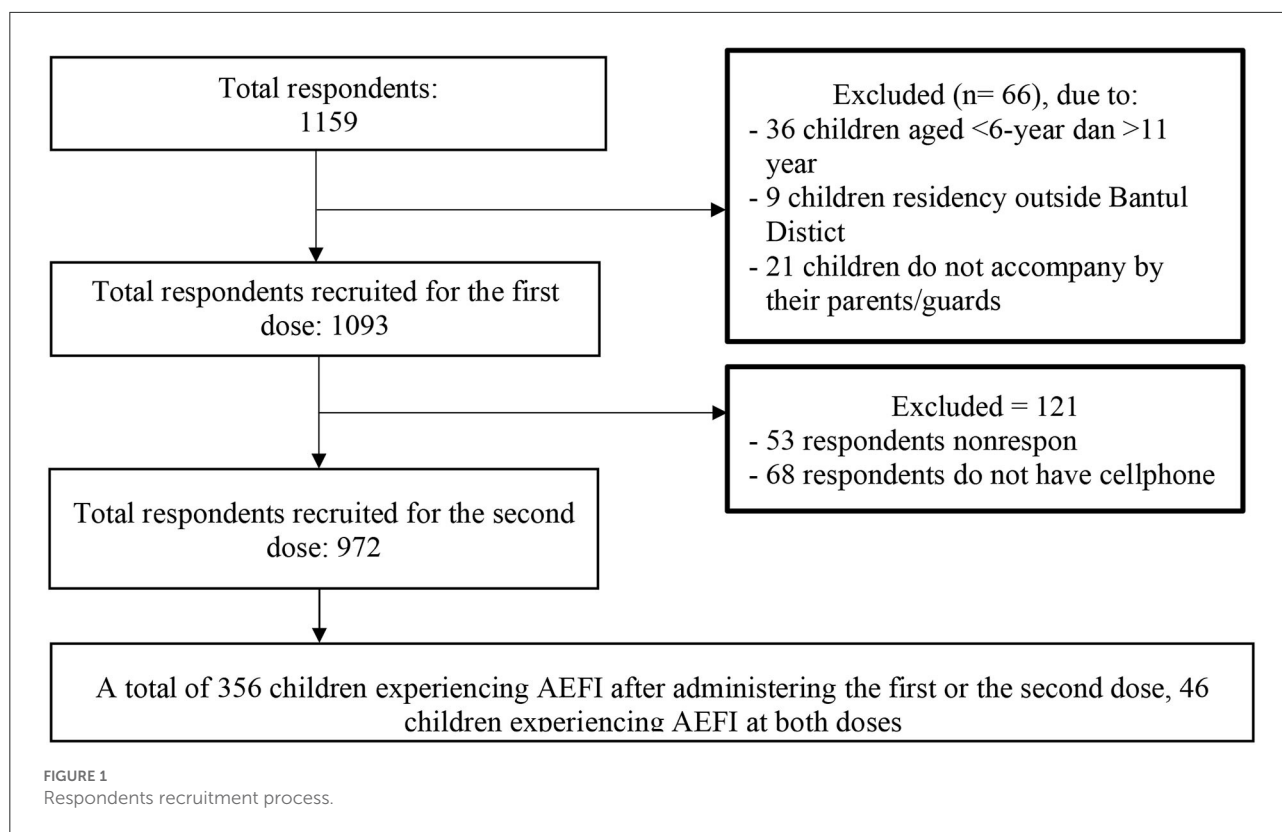 Total respondents:
1159
Excluded (n= 66), due to:
- 36 children aged <6-year dan >11
year
- 9 children residency outside Bantul
Distict
- 21 children do not accompany by
their parents/guards
Total respondents recruited for the first
dose: 1093
Excluded = 121
- 53 respondents nonrespon
- 68 respondents do not have cellphone
Total respondents recruited for the second
dose: 972
A total of 356 children experiencing AEFI after administering the first or the second dose, 46
children experiencing AEFI at both doses
FIGURE 1
Respondents recruitment process.